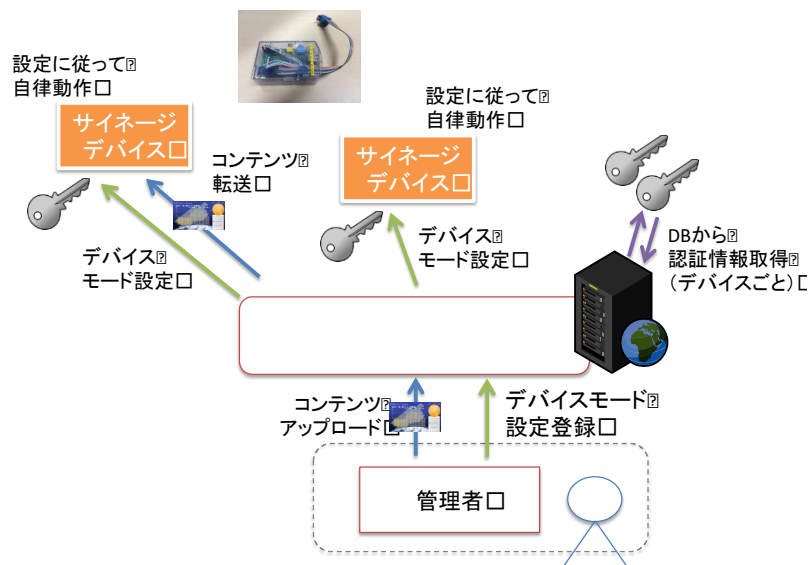 設定に従って
自律動作
サイネージ
デバイス
コンテンツ
転送
デバイス
モード設定
設定に従って
自律動作
サイネージ
デバイス
デバイス
モード設定
DBから
認証情報取得
（デバイスごと）
コンテンツ
アップロード
デバイスモード
設定登録
管理者